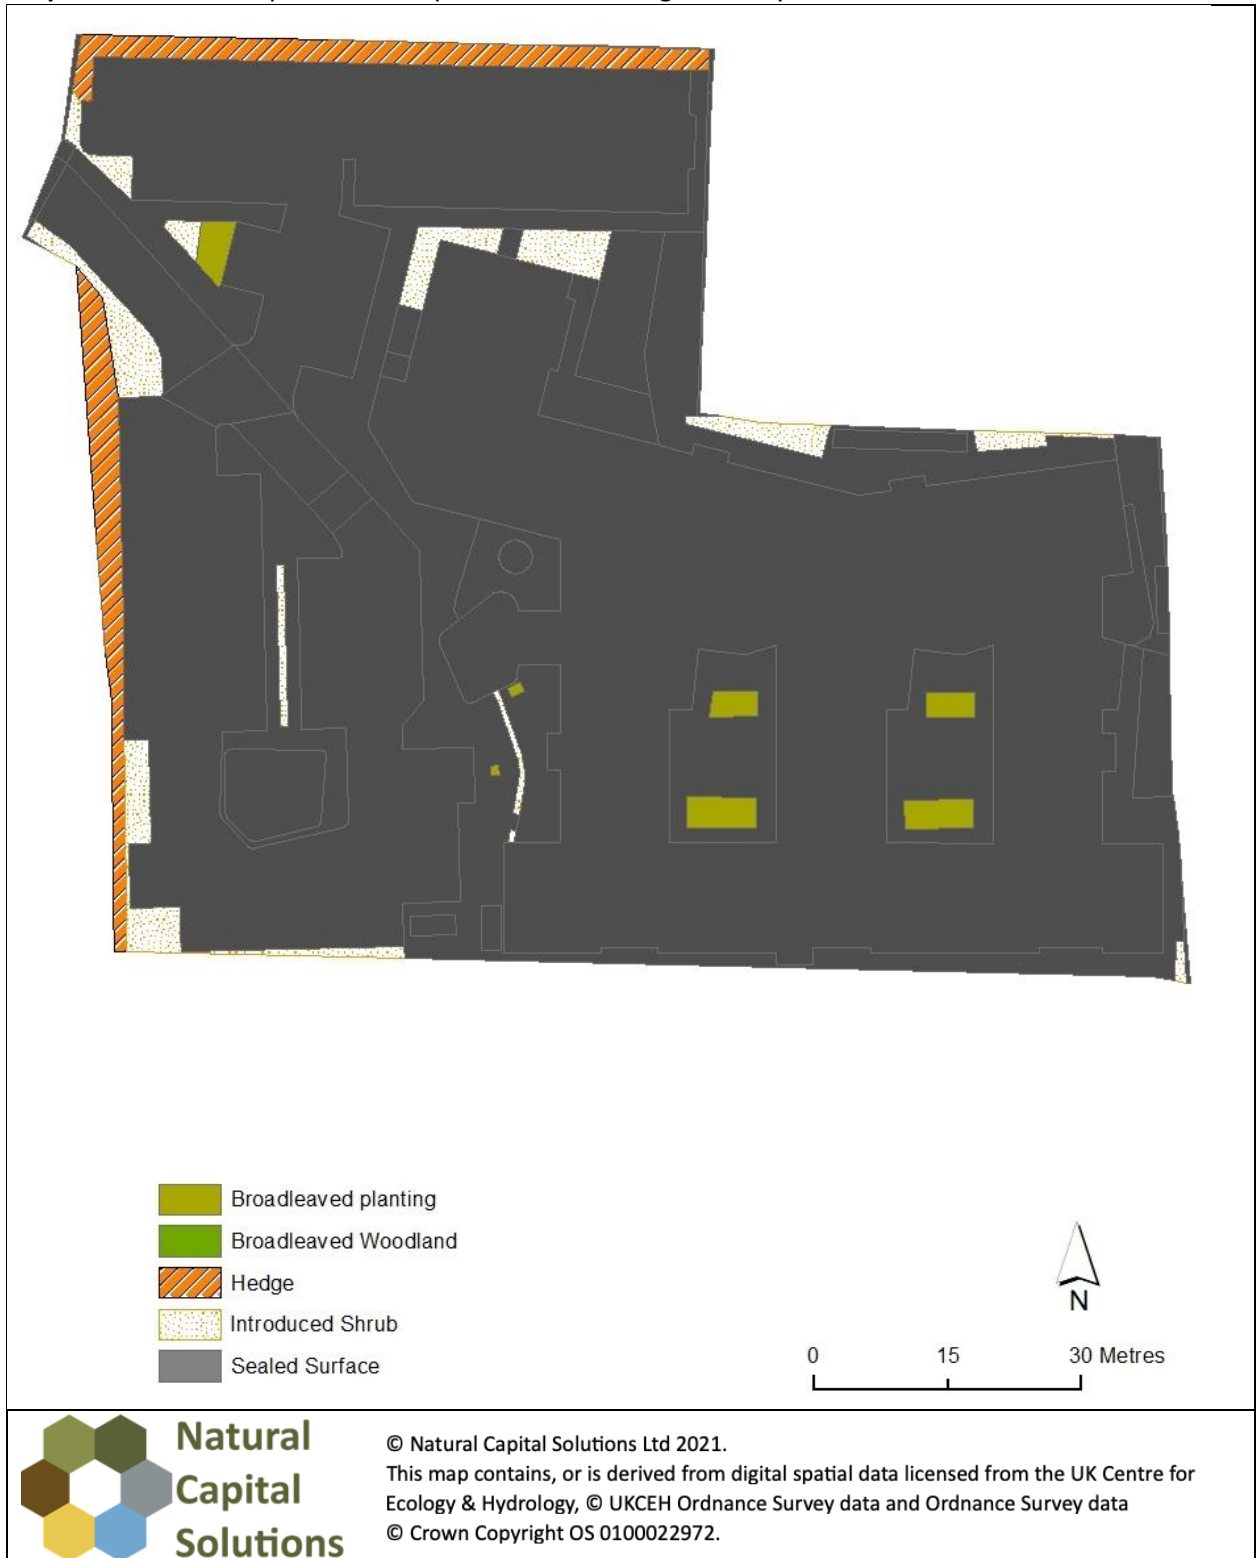 Broadleaved planting
Broadleaved Woodland
Hedge
Introduced Shrub
Sealed Surface
N
0 15 30 Metres
Natural
Capital
Solutions
© Natural Capital Solutions Ltd 2021.
This map contains, or is derived from digital spatial data licensed from the UK Centre for
Ecology & Hydrology, © UKCEH Ordnance Survey data and Ordnance Survey data
© Crown Copyright OS 0100022972.